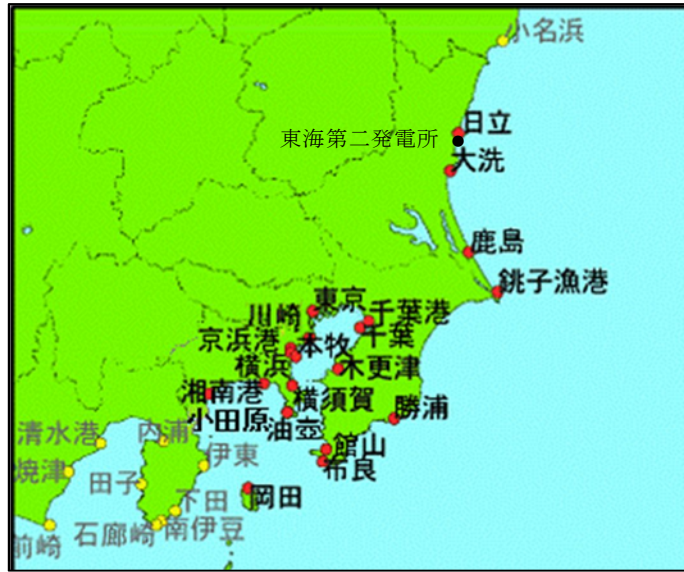 小名浜
日立
東海第二発電所
大洗
鹿島
銚子漁港
東京
川崎
千葉港
千葉
京浜港
本牧
横浜
木更津
湘南港
横須賀
小田原
油壺
勝浦
清水港
内浦
館山
伊東
布良
焼津
田子
下田
岡田
石廊崎
南伊豆
前崎